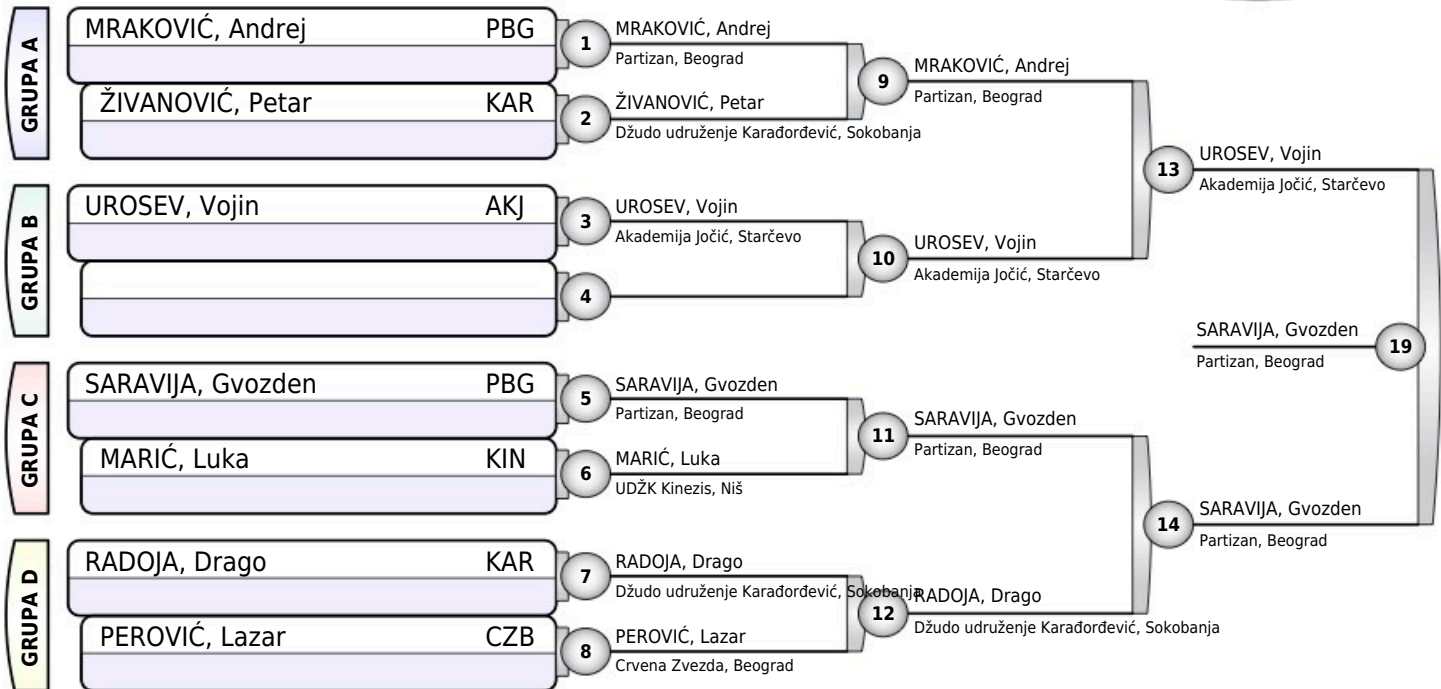 GRUPA A
MRAKOVIĆ, Andrej PBG
ŽIVANOVIĆ, Petar KAR
GRUPA B
UROSEV, Vojin AKJ
GRUPA C
SARAVIJA, Gvozden PBG
MARIĆ, Luka KIN
GRUPA D
RADOJA, Drago KAR
PEROVIĆ, Lazar CZB
1
MRAKOVIĆ, Andrej
Partizan, Beograd
2
ŽIVANOVIĆ, Petar
Džudo udruženje Karađorđević, Sokobanja
3
UROSEV, Vojin
Akademija Jočić, Starčevo
4
5
SARAVIJA, Gvozden
Partizan, Beograd
6
MARIĆ, Luka
UDŽK Kinezis, Niš
7
RADOJA, Drago
Džudo udruženje Karađorđević, Sokobanja
8
PEROVIĆ, Lazar
Crvena Zvezda, Beograd
9
MRAKOVIĆ, Andrej
Partizan, Beograd
10
UROSEV, Vojin
Akademija Jočić, Starčevo
11
SARAVIJA, Gvozden
Partizan, Beograd
12
RADOJA, Drago
Džudo udruženje Karađorđević, Sokobanja
13
UROSEV, Vojin
Akademija Jočić, Starčevo
14
SARAVIJA, Gvozden
Partizan, Beograd
SARAVIJA, Gvozden
Partizan, Beograd
19